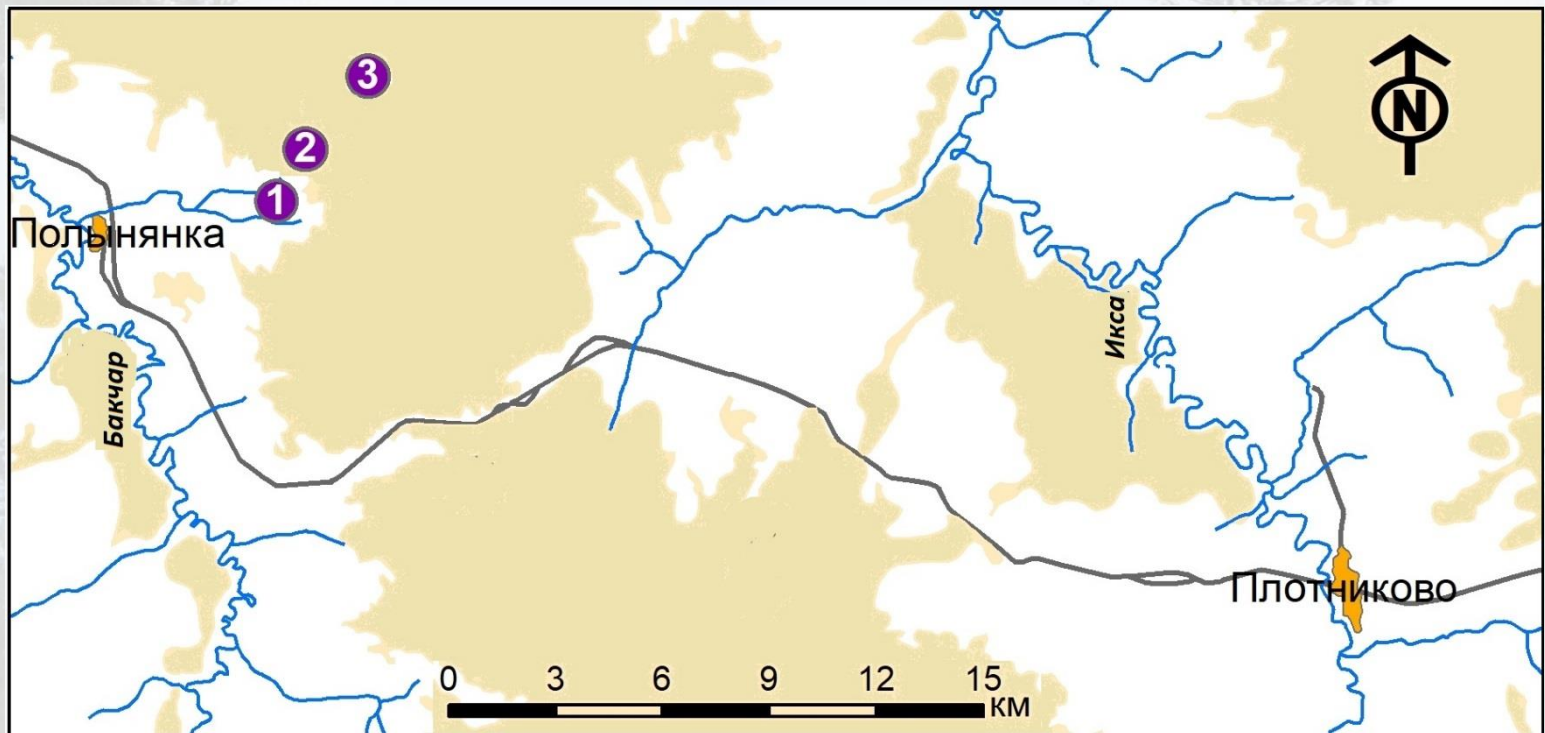 3
N
2
1
Полынянка
Икса
Бакчар
Плотниково
0 3 6 9 12 15
км